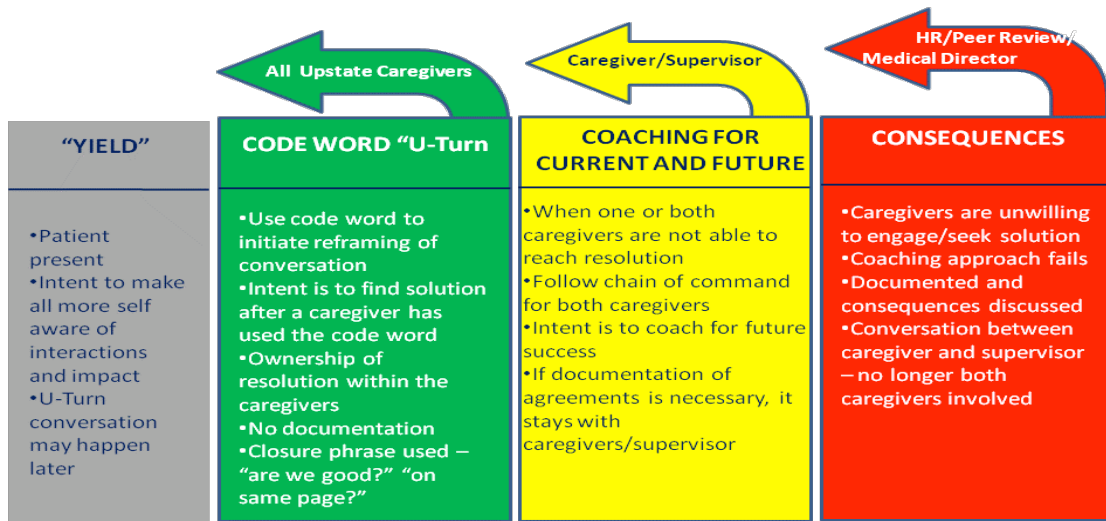 All Upstate Caregivers
Caregiver/Supervisor
HR/Peer Review/
Medical Director
“YIELD”
•Patient
present
•Intent to make
all more self
aware of
interactions
and impact
•U-Turn
conversation
may happen
later
CODE WORD “U-Turn
•Use code word to
initiate reframing of
conversation
•Intent is to find solution
after a caregiver has
used the code word
•Ownership of
resolution within the
caregivers
•No documentation
•Closure phrase used –
“are we good?” “on
same page?”
COACHING FOR
CURRENT AND FUTURE
•When one or both
caregivers are not able to
reach resolution
•Follow chain of command
for both caregivers
•Intent is to coach for future
success
•If documentation of
agreements is necessary, it
stays with
caregivers/supervisor
CONSEQUENCES
•Caregivers are unwilling
to engage/seek solution
•Coaching approach fails
•Documented and
consequences discussed
•Conversation between
caregiver and supervisor
– no longer both
caregivers involved